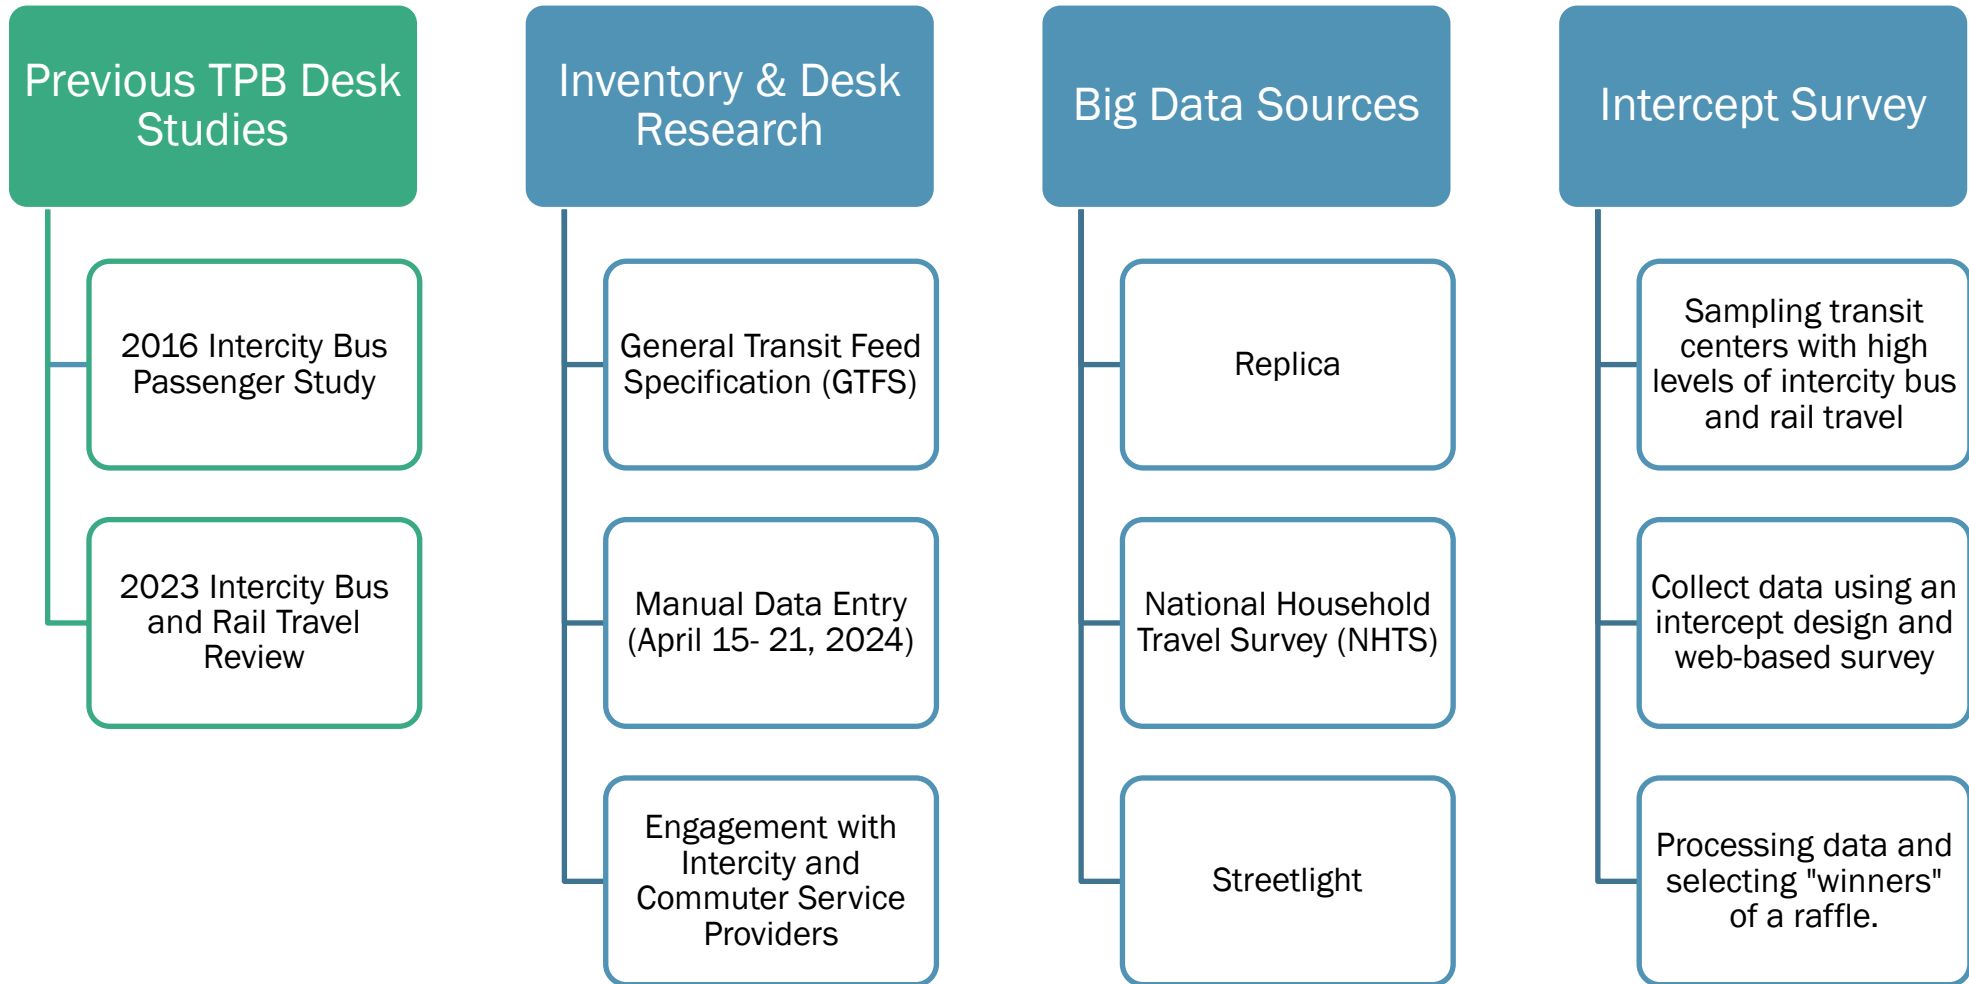 Previous TPB Desk
Studies
2016 Intercity Bus
Passenger Study
2023 Intercity Bus
and Rail Travel
Review
Inventory & Desk
Research
General Transit Feed
Specification (GTFS)
Manual Data Entry
(April 15- 21, 2024)
Engagement with
Intercity and
Commuter Service
Providers
Big Data Sources
Replica
National Household
Travel Survey (NHTS)
Streetlight
Intercept Survey
Sampling transit
centers with high
levels of intercity bus
and rail travel
Collect data using an
intercept design and
web-based survey
Processing data and
selecting "winners"
of a raffle.